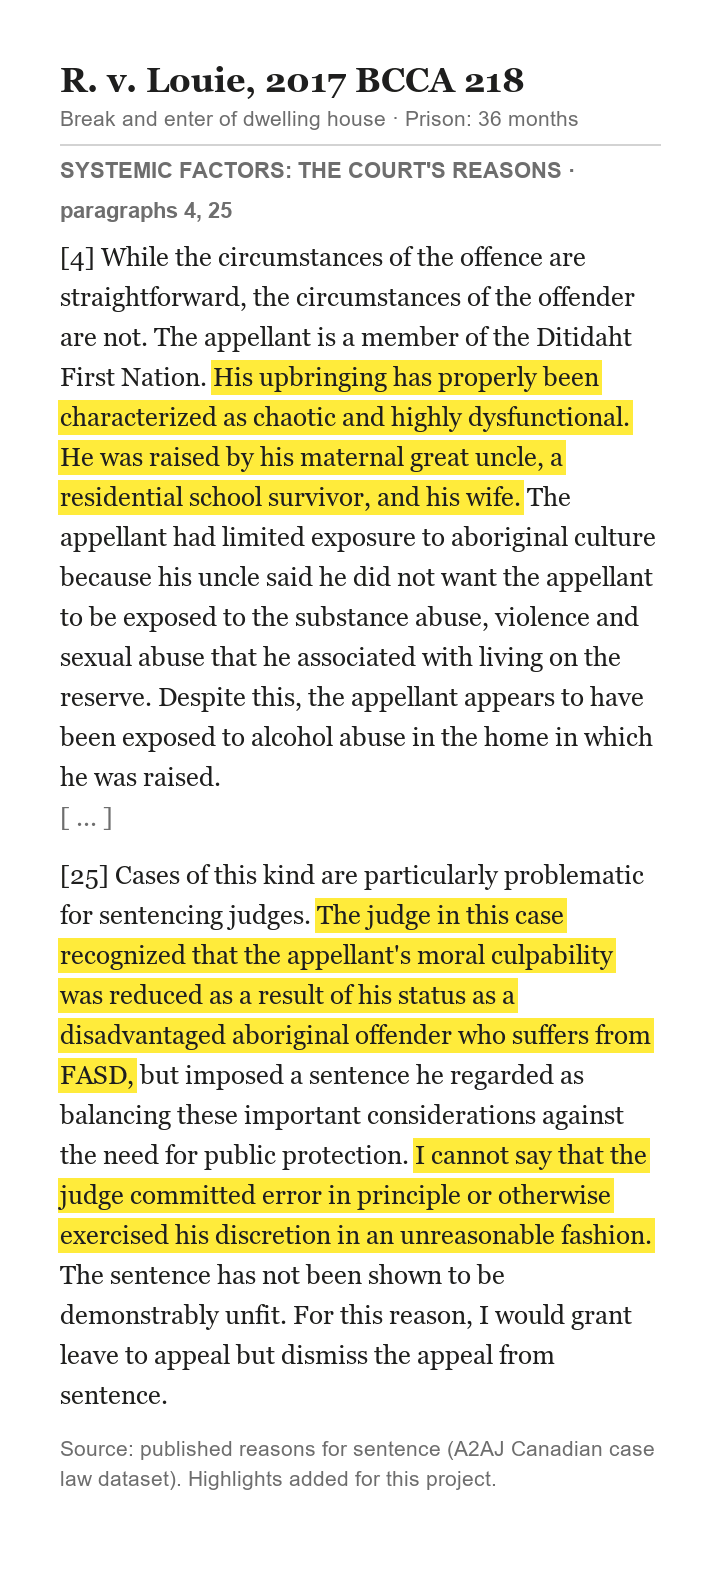 R. v. Louie, 2017 BCCA 218
Break and enter of dwelling house · Prison: 36 months
SYSTEMIC FACTORS: THE COURT'S REASONS ·
paragraphs 4, 25
[4] While the circumstances of the offence are
straightforward, the circumstances of the offender
are not. The appellant is a member of the Ditidaht
First Nation. His upbringing has properly been
characterized as chaotic and highly dysfunctional.
He was raised by his maternal great uncle, a
residential school survivor, and his wife. The
appellant had limited exposure to aboriginal culture
because his uncle said he did not want the appellant
to be exposed to the substance abuse, violence and
sexual abuse that he associated with living on the
reserve. Despite this, the appellant appears to have
been exposed to alcohol abuse in the home in which
he was raised.
[ ... ]
[25] Cases of this kind are particularly problematic
for sentencing judges. The judge in this case
recognized that the appellant's moral culpability
was reduced as a result of his status as a
disadvantaged aboriginal offender who suffers from
FASD, but imposed a sentence he regarded as
balancing these important considerations against
the need for public protection. I cannot say that the
judge committed error in principle or otherwise
exercised his discretion in an unreasonable fashion.
The sentence has not been shown to be
demonstrably unfit. For this reason, I would grant
leave to appeal but dismiss the appeal from
sentence.
Source: published reasons for sentence (A2AJ Canadian case
law dataset). Highlights added for this project.